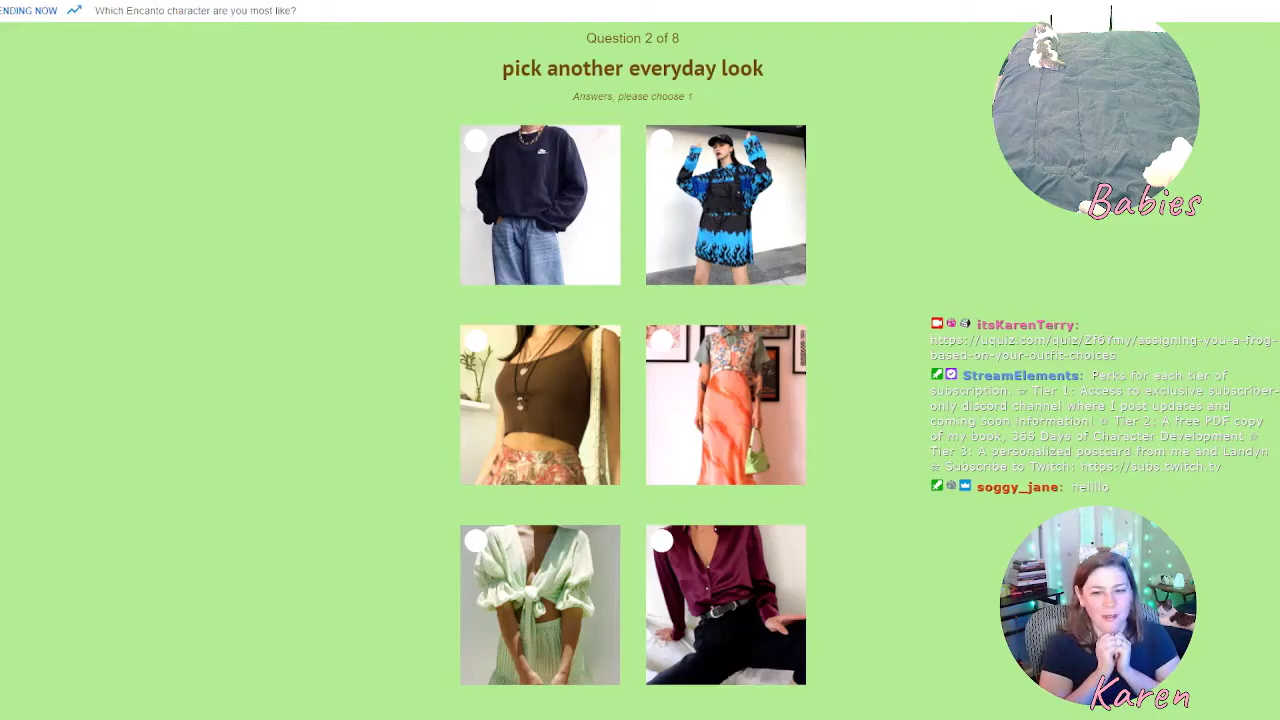 ENDING NOW
Which Encanto character are you most like?
Question 2 of 8
pick another everyday look
Answers, please choose 1
Babies
itsKarenTerry:
https://uquiz.com/quiz/Zf6Ymy/assigning-you-a-frog-
based-on-your-outfit-choices
StreamElements: Perks for each tier of
subscription. ☆ Tier 1: Access to exclusive subscriber-
only discord channel where I post updates and
coming soon information! ☆ Tier 2: A free PDF copy
of my book, 365 Days of Character Development ☆
Tier 3: A personalized postcard from me and Landyn
☆ Subscribe to Twitch: https://subs.twitch.tv
soggy_jane: hellllo
Karen